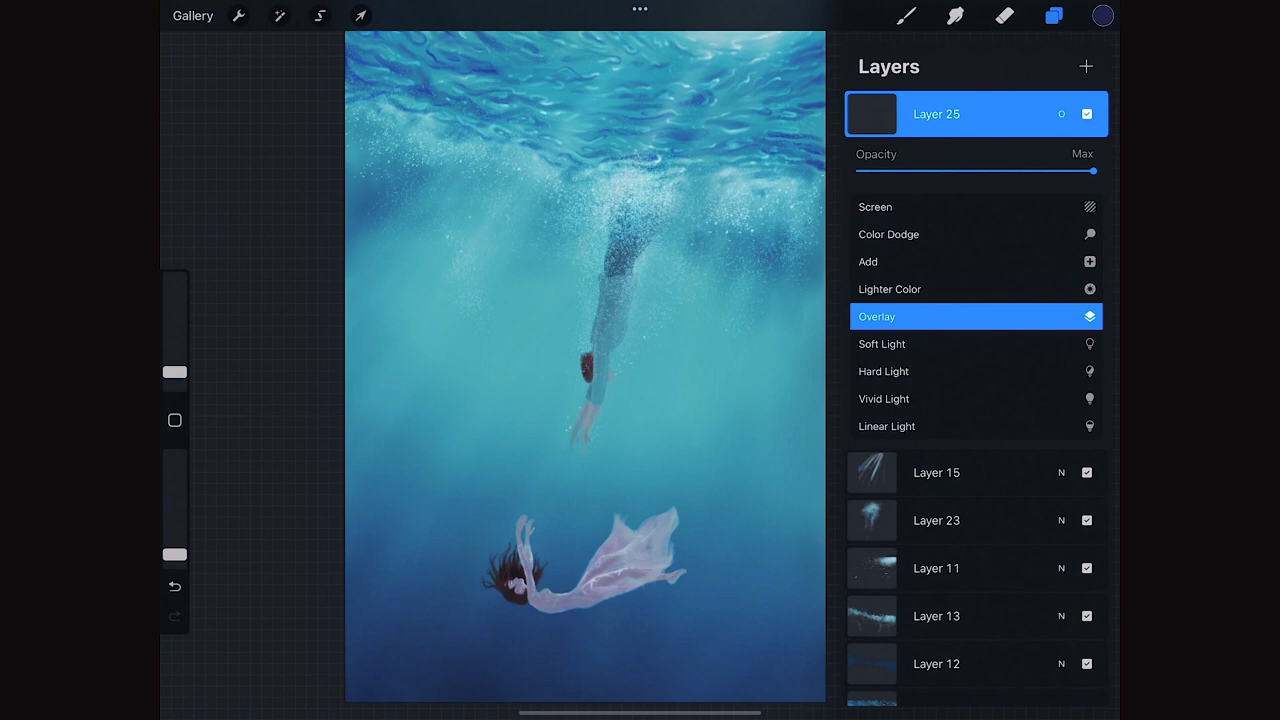 Gallery
Layers
Layer 25 O
Opacity Max
Screen
Color Dodge
Add
Lighter Color
Overlay
Soft Light
Hard Light
Vivid Light
Linear Light
Layer 15 N
Layer 23 N
Layer 11 N
Layer 13 N
Layer 12 N